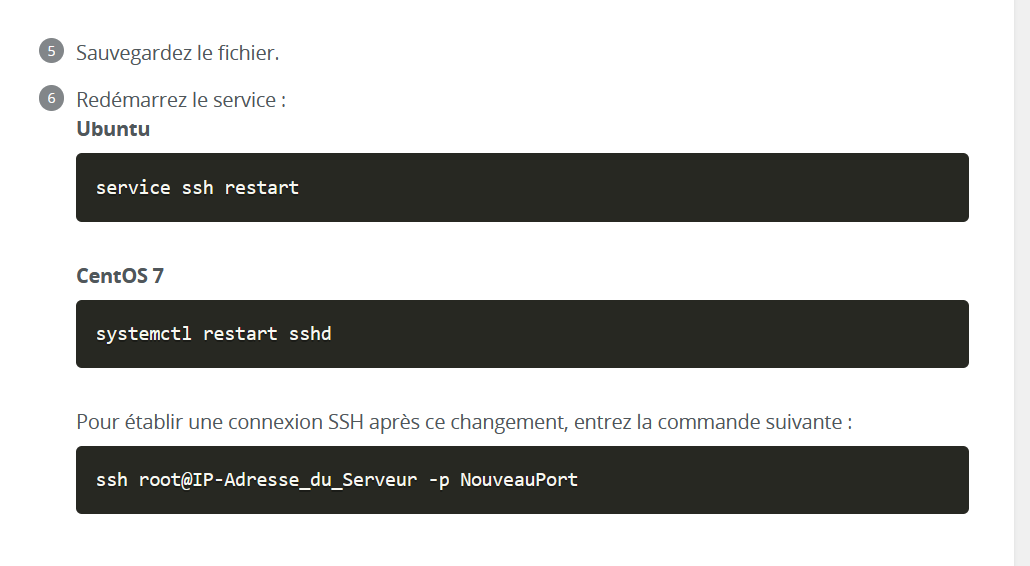 5 Sauvegardez le fichier.
6 Redémarrez le service :
Ubuntu
service ssh restart
CentOS 7
systemctl restart sshd
Pour établir une connexion SSH après ce changement, entrez la commande suivante :
ssh root@IP-Adresse_du_Serveur -p NouveauPort